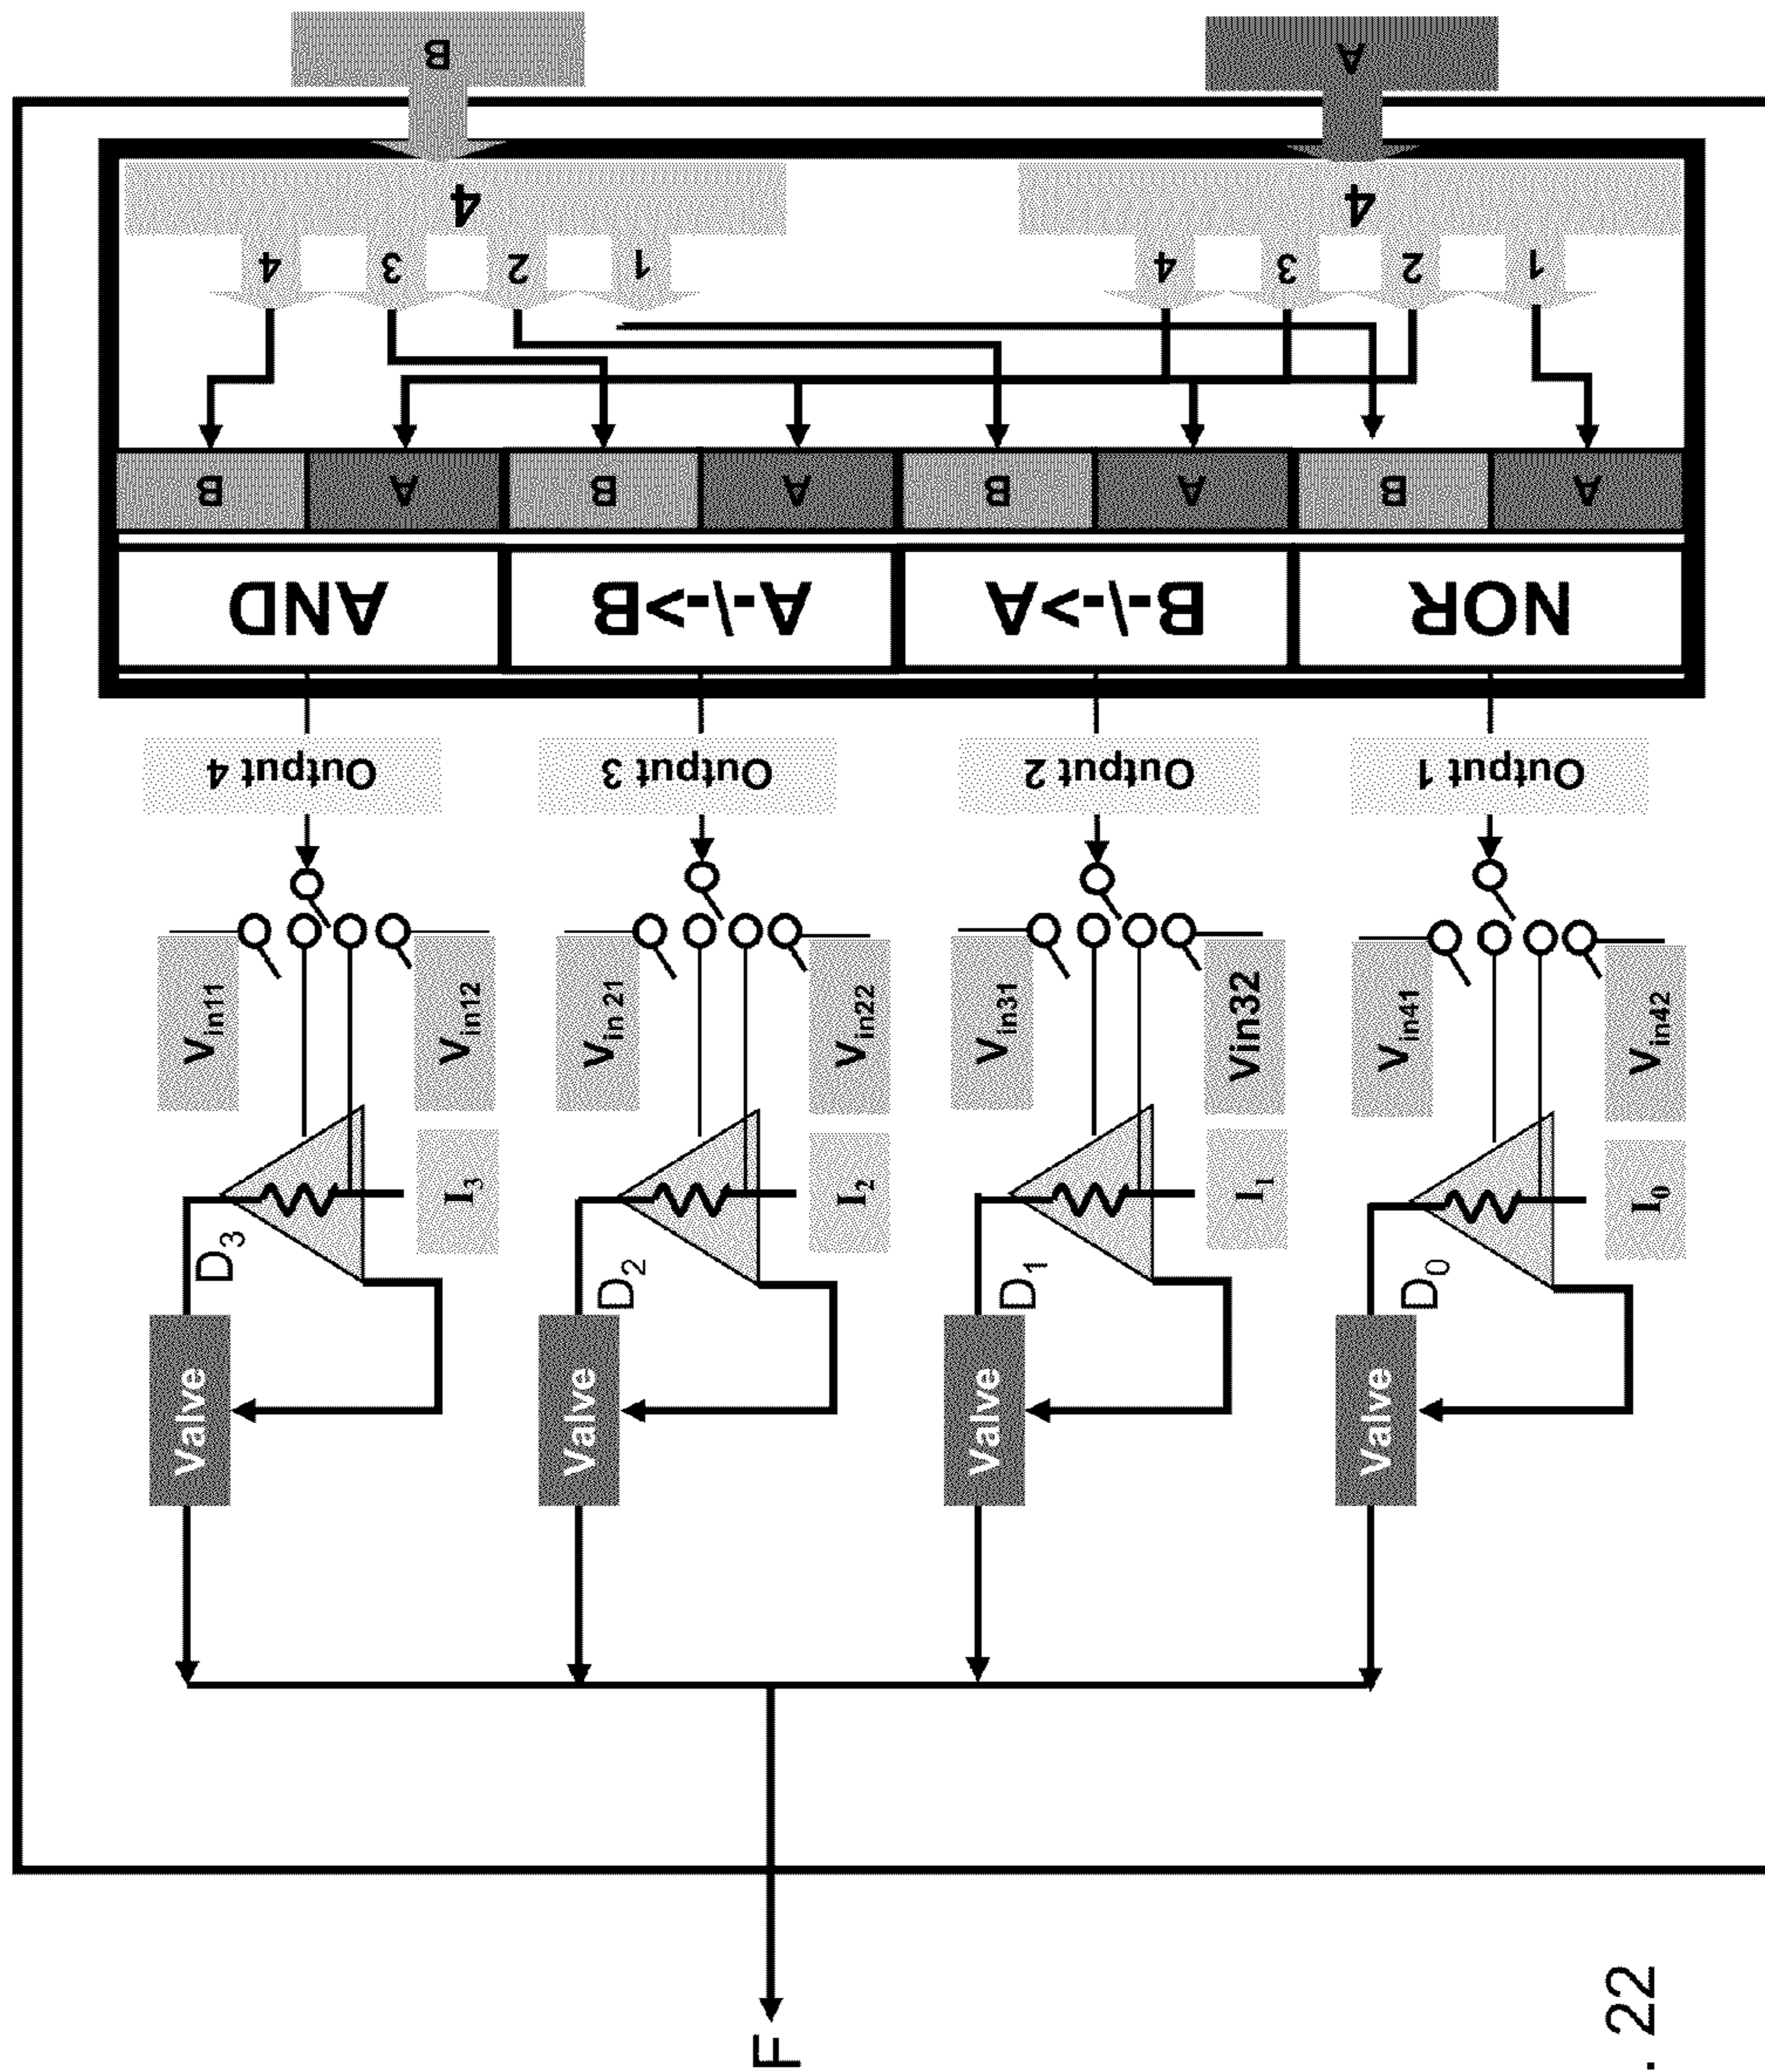 B
A
4
4
4
3
2
1
4
3
2
1
B
A
B
A
B
A
B
A
AND
A-\->B
B-\->A
NOR
Output 4
Output 3
Output 2
Output 1
Vin11
Vin12
Vin 21
Vin22
Vin31
Vin32
Vin41
Vin42
I3
I2
I1
I0
D3
D2
D1
D0
Valve
Valve
Valve
Valve
F
. 22